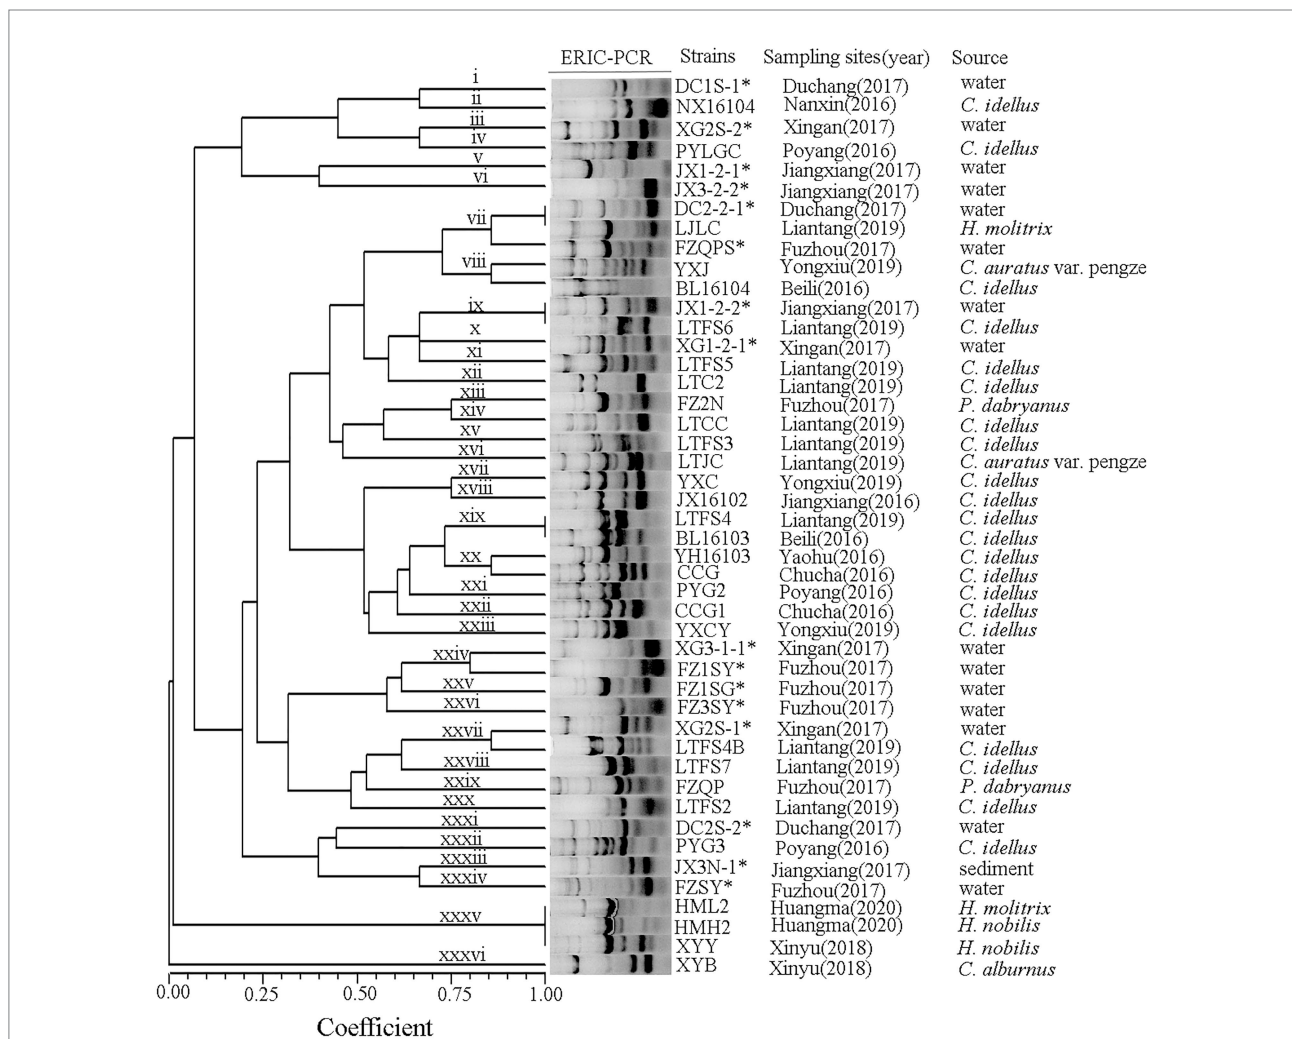 ERIC-PCR Strains Sampling sites(year) Source
i DC1S-1* Duchang(2017) water
ii NX16104 Nanxin(2016) C. idellus
iii XG2S-2* Xingan(2017) water
iv PYLGC Poyang(2016) C. idellus
v JX1-2-1* Jiangxiang(2017) water
vi JX3-2-2* Jiangxiang(2017) water
DC2-2-1* Duchang(2017) water
vii LJLC Liantang(2019) H. molitrix
FZQPS* Fuzhou(2017) water
viii YXJ Yongxiu(2019) C. auratus var. pengze
BL16104 Beili(2016) C. idellus
ix JX1-2-2* Jiangxiang(2017) water
x LTFS6 Liantang(2019) C. idellus
XG1-2-1* Xingan(2017) water
xi LTFS5 Liantang(2019) C. idellus
xii LTC2 Liantang(2019) C. idellus
xiii FZ2N Fuzhou(2017) P. dabryanus
xiv LTCC Liantang(2019) C. idellus
xv LTFS3 Liantang(2019) C. idellus
xvi LTJC Liantang(2019) C. auratus var. pengze
xvii YXC Yongxiu(2019) C. idellus
xviii JX16102 Jiangxiang(2016) C. idellus
xix LTFS4 Liantang(2019) C. idellus
BL16103 Beili(2016) C. idellus
xx YH16103 Yaohu(2016) C. idellus
CCG Chucha(2016) C. idellus
xxi PYG2 Poyang(2016) C. idellus
xxii CCG1 Chucha(2016) C. idellus
xxiii YXCY Yongxiu(2019) C. idellus
xxiv XG3-1-1* Xingan(2017) water
FZ1SY* Fuzhou(2017) water
xxv FZ1SG* Fuzhou(2017) water
xxvi FZ3SY* Fuzhou(2017) water
xxvii XG2S-1* Xingan(2017) water
LTFS4B Liantang(2019) C. idellus
xxviii LTFS7 Liantang(2019) C. idellus
xxix FZQP Fuzhou(2017) P. dabryanus
xxx LTFS2 Liantang(2019) C. idellus
xxxi DC2S-2* Duchang(2017) water
xxxii PYG3 Poyang(2016) C. idellus
xxxiii JX3N-1* Jiangxiang(2017) sediment
xxxiv FZSY* Fuzhou(2017) water
HML2 Huangma(2020) H. molitrix
xxxv HMH2 Huangma(2020) H. nobilis
XYY Xinyu(2018) H. nobilis
xxxvi XYB Xinyu(2018) C. alburnus
0.00 0.25 0.50 0.75 1.00
Coefficient